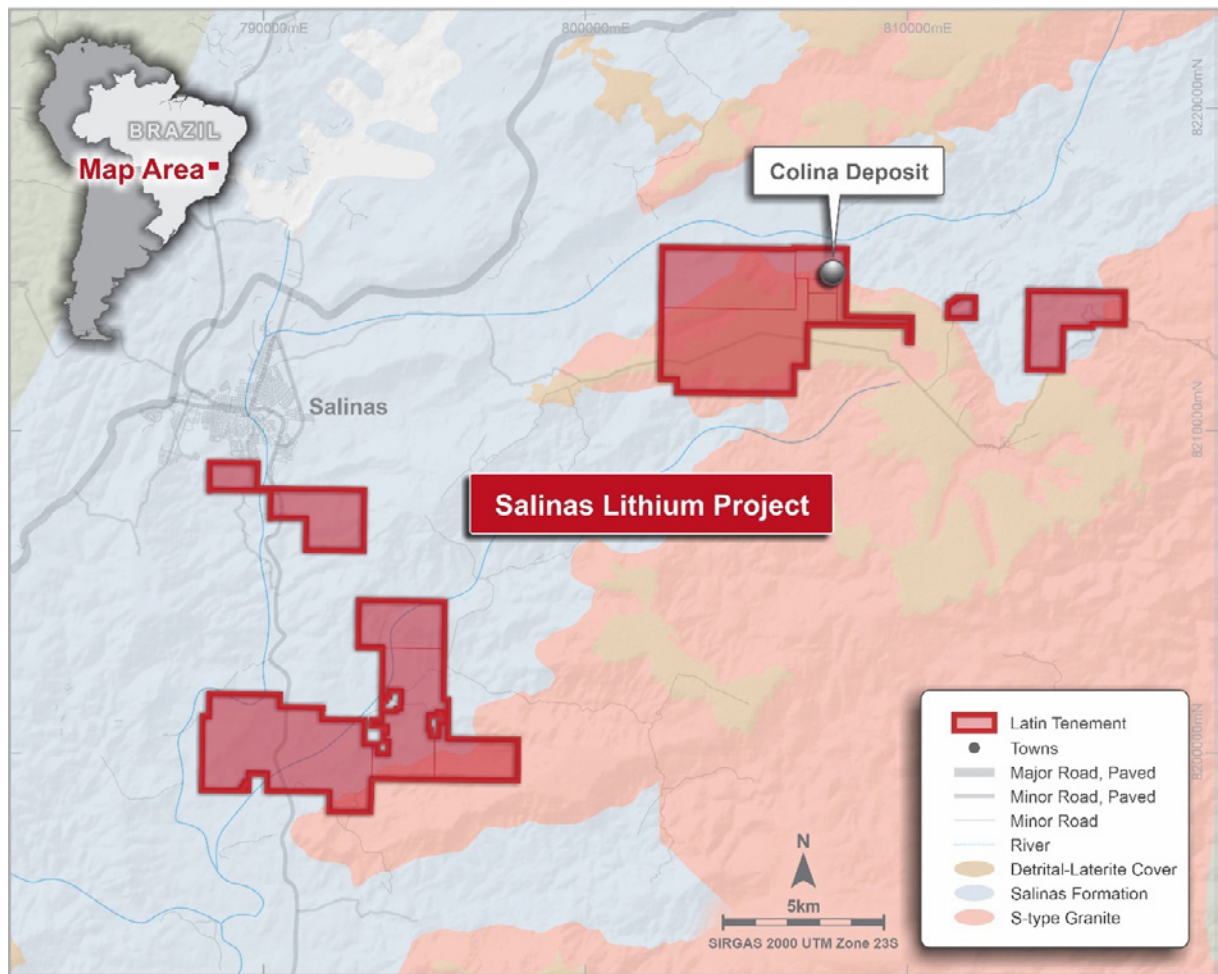 790000mE
800000mE
810000mE
8220000mN
BRAZIL
Map Area
Colina Deposit
Salinas
8210000mN
Salinas Lithium Project
8200000mN
Latin Tenement
Towns
Major Road, Paved
Minor Road, Paved
Minor Road
River
Detrital-Laterite Cover
Salinas Formation
S-type Granite
N
5km
SIRGAS 2000 UTM Zone 23S